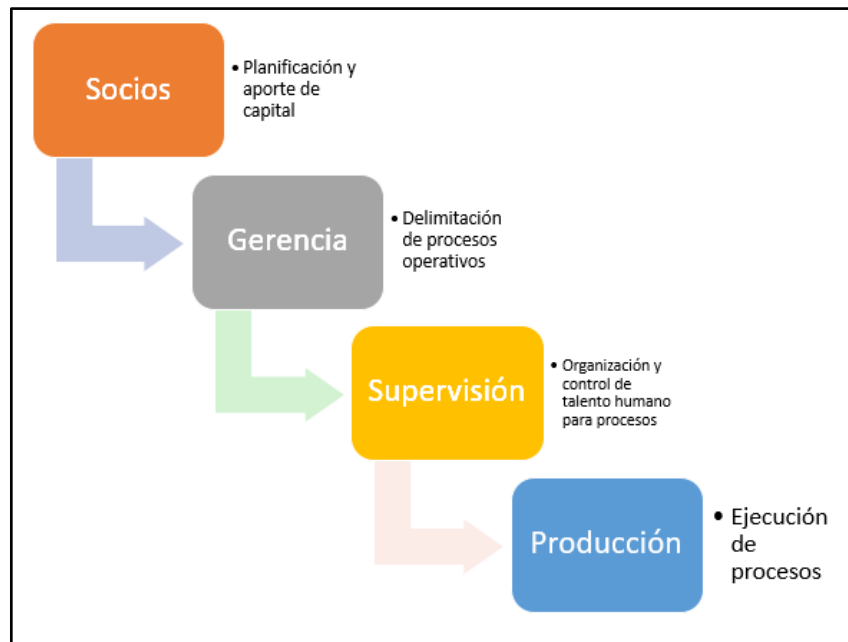 Socios
• Planificación y
aporte de
capital
Gerencia
• Delimitación
de procesos
operativos
Supervisión
• Organización y
control de
talento humano
para procesos
Producción
• Ejecución
de
procesos